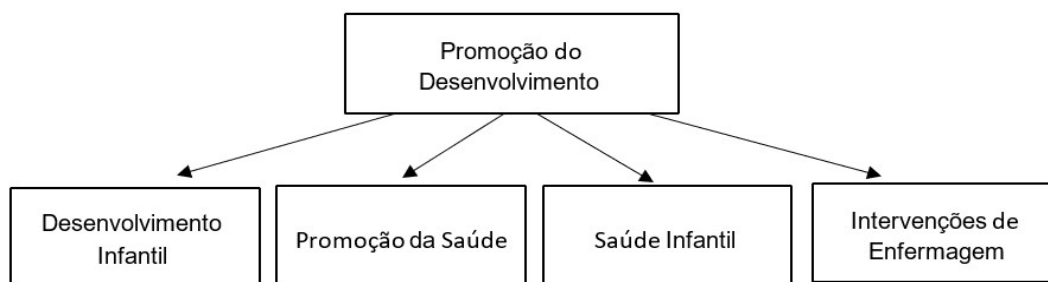 Promoção do
Desenvolvimento
Desenvolvimento
Infantil
Promoção da Saúde
Saúde Infantil
Intervenções de
Enfermagem